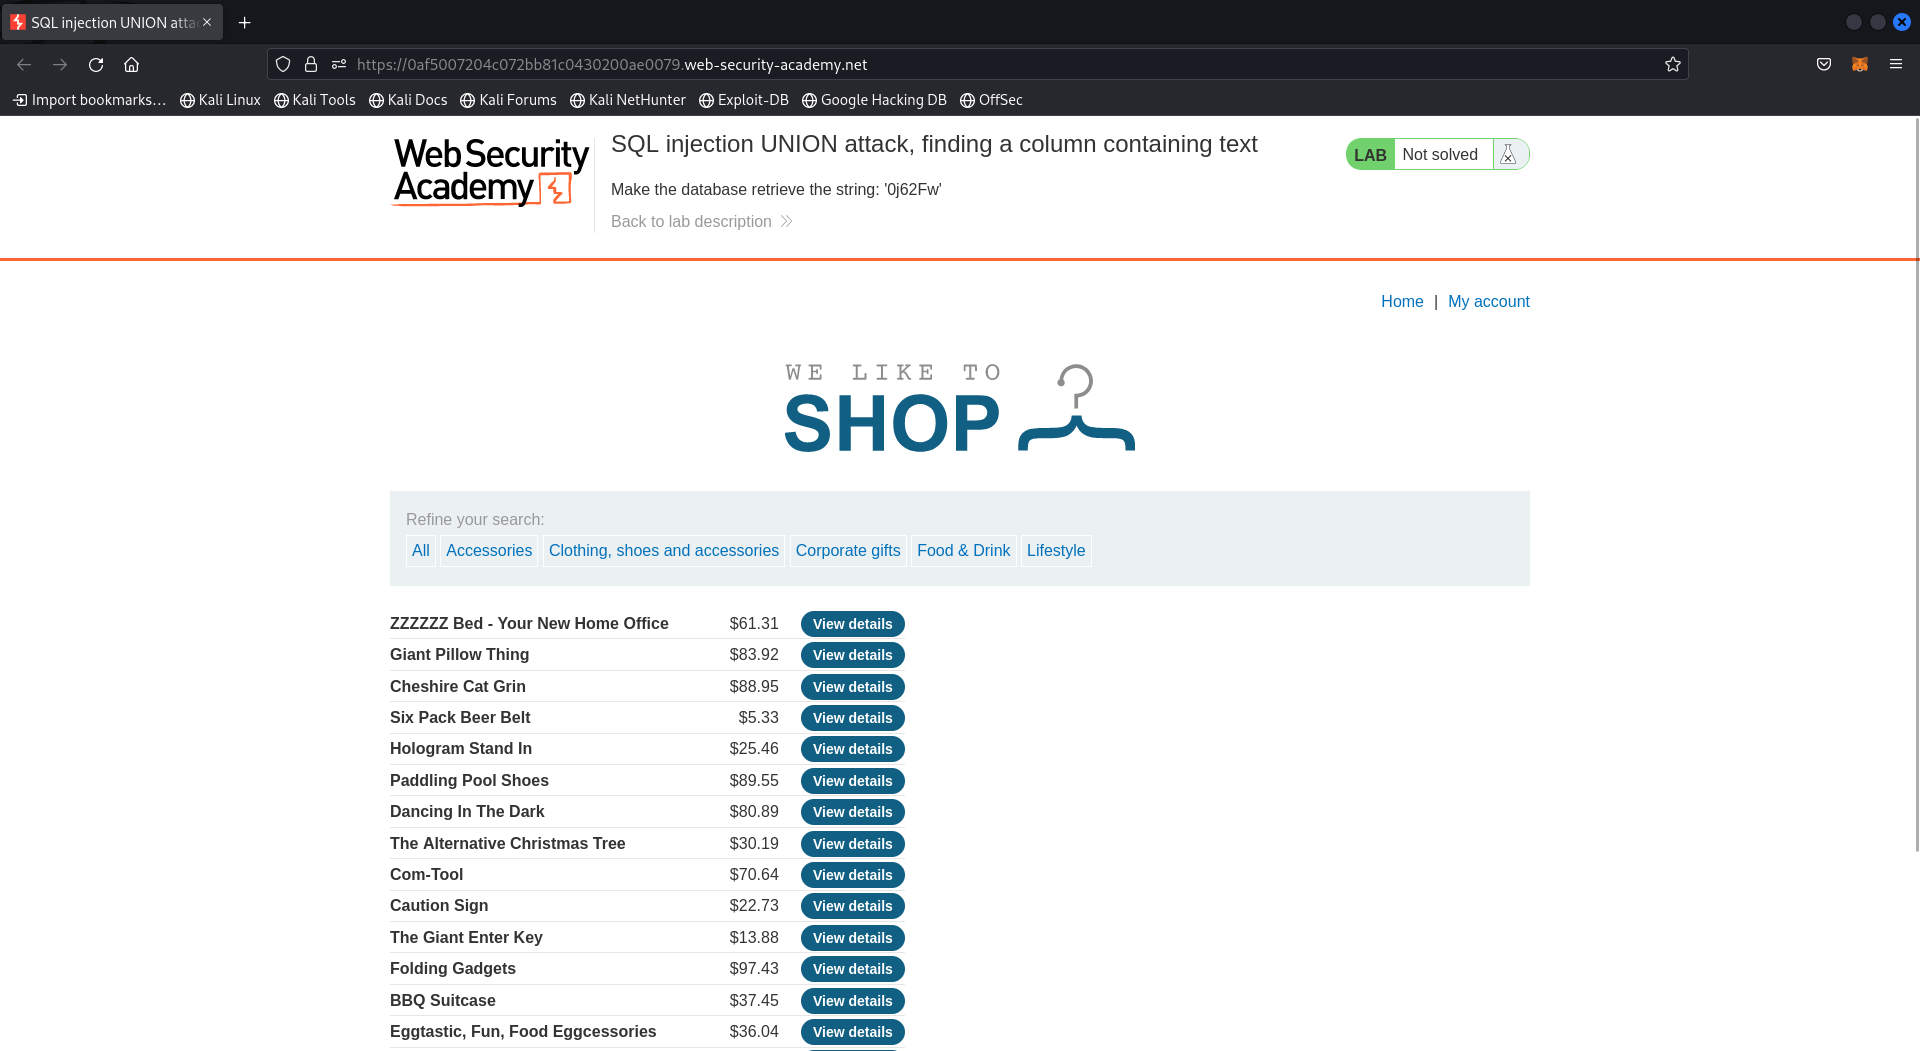 SQL injection UNION atta
https://0af5007204c072bb81c0430200ae0079.web-security-academy.net
Import bookmarks… Kali Linux Kali Tools Kali Docs Kali Forums Kali NetHunter Exploit-DB Google Hacking DB OffSec
Web Security
Academy
SQL injection UNION attack, finding a column containing text
LAB Not solved
Make the database retrieve the string: '0j62Fw'
Back to lab description
Home | My account
WE LIKE TO
SHOP
Refine your search:
All Accessories Clothing, shoes and accessories Corporate gifts Food & Drink Lifestyle
ZZZZZZ Bed - Your New Home Office $61.31 View details
Giant Pillow Thing $83.92 View details
Cheshire Cat Grin $88.95 View details
Six Pack Beer Belt $5.33 View details
Hologram Stand In $25.46 View details
Paddling Pool Shoes $89.55 View details
Dancing In The Dark $80.89 View details
The Alternative Christmas Tree $30.19 View details
Com-Tool $70.64 View details
Caution Sign $22.73 View details
The Giant Enter Key $13.88 View details
Folding Gadgets $97.43 View details
BBQ Suitcase $37.45 View details
Eggtastic, Fun, Food Eggcessories $36.04 View details